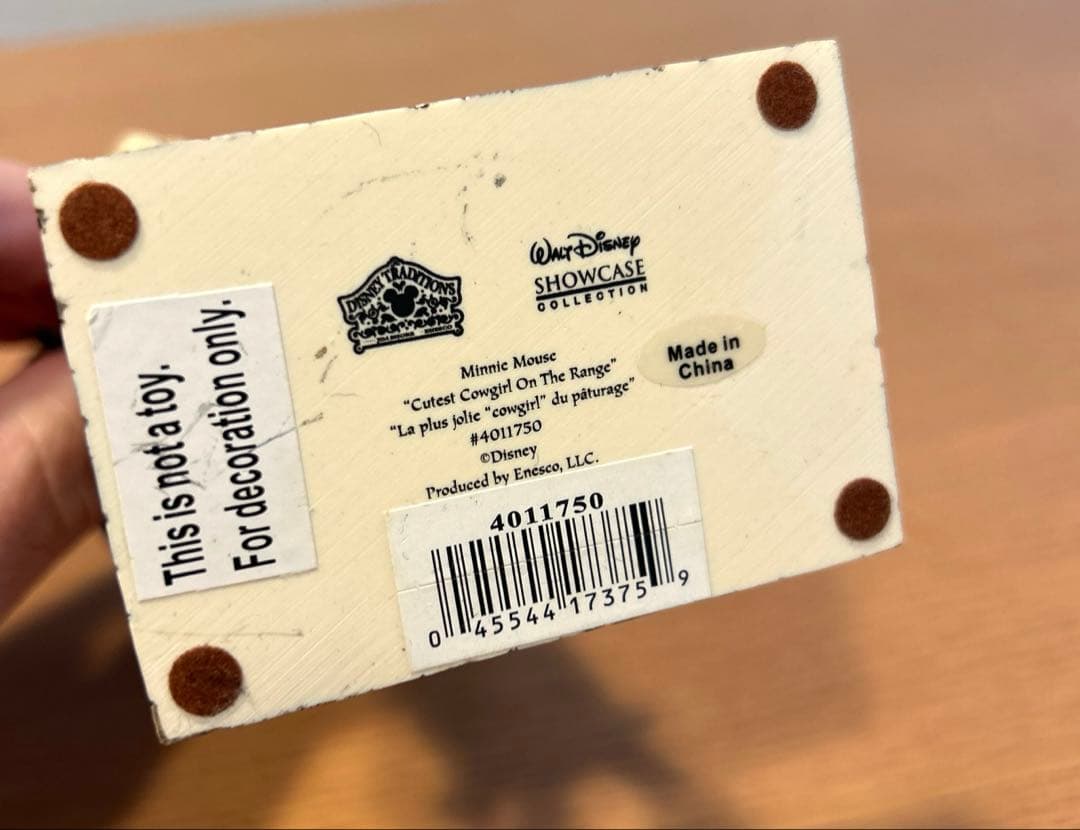 This is not a toy.
For decoration only.
DISNEY TRADITIONS
WALT DISNEY
SHOWCASE
COLLECTION
Made in
China
Minnie Mouse
"Cutest Cowgirl On The Range"
"La plus jolie "cowgirl" du pâturage"
#4011750
©Disney
Produced by Enesco, LLC.
4011750
0 45544 17375 9